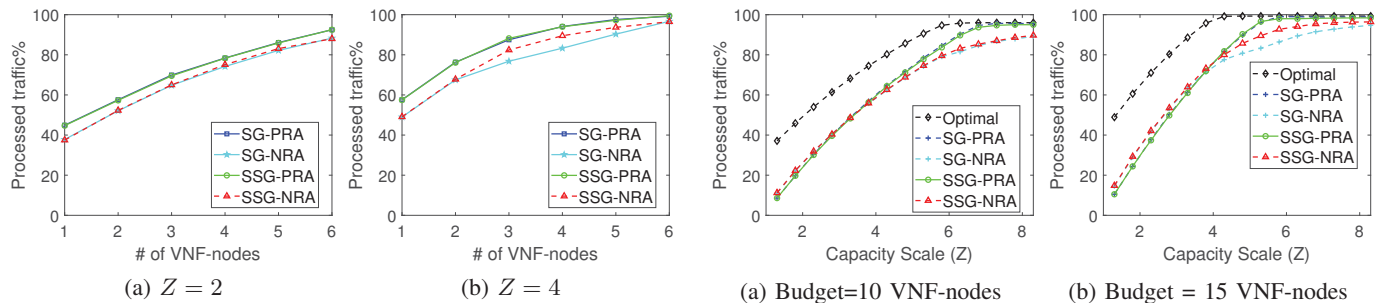 Processed traffic%
100
80
60
40
20
0
1 2 3 4 5 6
# of VNF-nodes
SG-PRA
SG-NRA
SSG-PRA
SSG-NRA
(a) Z = 2
Processed traffic%
100
80
60
40
20
0
1 2 3 4 5 6
# of VNF-nodes
SG-PRA
SG-NRA
SSG-PRA
SSG-NRA
(b) Z = 4
Processed traffic%
100
80
60
40
20
0
2 4 6 8
Capacity Scale (Z)
Optimal
SG-PRA
SG-NRA
SSG-PRA
SSG-NRA
(a) Budget=10 VNF-nodes
Processed traffic%
100
80
60
40
20
0
2 4 6 8
Capacity Scale (Z)
Optimal
SG-PRA
SG-NRA
SSG-PRA
SSG-NRA
(b) Budget = 15 VNF-nodes